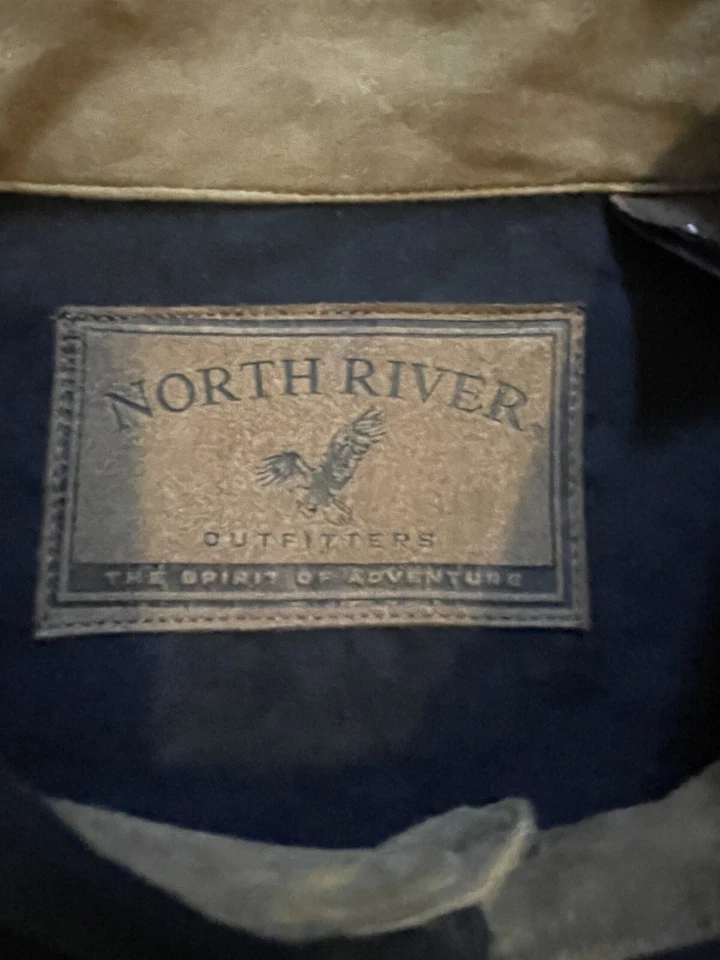 NORTH RIVER
OUTFITTERS
THE SPIRIT OF ADVENTURE